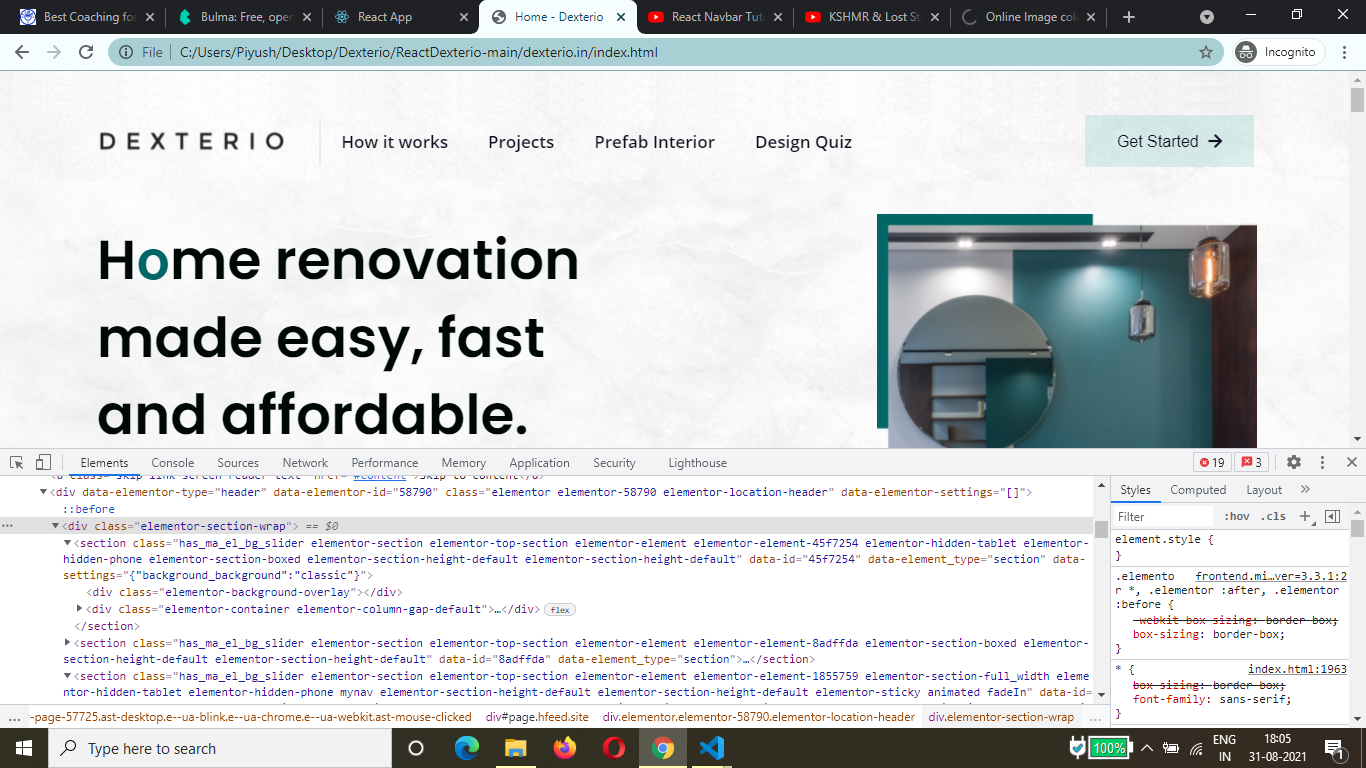 Best Coaching fo
Bulma: Free, open
React App
Home - Dexterio
React Navbar Tut
KSHMR & Lost St
Online Image col
File
C:/Users/Piyush/Desktop/Dexterio/ReactDexterio-main/dexterio.in/index.html
Incognito
DEXTERIO
How it works
Projects
Prefab Interior
Design Quiz
Get Started
Home renovation
made easy, fast
and affordable.
Elements
Console
Sources
Network
Performance
Memory
Application
Security
Lighthouse
19
3
<a class="skip-link screen-reader-text" href="#content">Skip to content</a>
<div data-elementor-type="header" data-elementor-id="58790" class="elementor elementor-58790 elementor-location-header" data-elementor-settings="[]">
::before
... <div class="elementor-section-wrap"> == $0
<section class="has_ma_el_bg_slider elementor-section elementor-top-section elementor-element elementor-element-45f7254 elementor-hidden-tablet elementor-
hidden-phone elementor-section-boxed elementor-section-height-default elementor-section-height-default" data-id="45f7254" data-element_type="section" data-
settings="{"background_background":"classic"}">
<div class="elementor-background-overlay"></div>
<div class="elementor-container elementor-column-gap-default">…</div> flex
</section>
<section class="has_ma_el_bg_slider elementor-section elementor-top-section elementor-element elementor-element-8adffda elementor-section-boxed elementor-
section-height-default elementor-section-height-default" data-id="8adffda" data-element_type="section">…</section>
<section class="has_ma_el_bg_slider elementor-section elementor-top-section elementor-element elementor-element-1855759 elementor-section-full_width eleme
ntor-hidden-tablet elementor-hidden-phone mynav elementor-section-height-default elementor-section-height-default elementor-sticky animated fadeIn" data-id=
... -page-57725.ast-desktop.e--ua-blink.e--ua-chrome.e--ua-webkit.ast-mouse-clicked
div#page.hfeed.site
div.elementor.elementor-58790.elementor-location-header
div.elementor-section-wrap
...
Styles
Computed
Layout
Filter
:hov
.cls
element.style {
}
.elemento frontend.mi…ver=3.3.1:2
r *, .elementor :after, .elementor
:before {
-webkit-box-sizing: border-box;
box-sizing: border-box;
}
* { index.html:1963
box-sizing: border-box;
font-family: sans-serif;
}
Type here to search
100%
ENG
IN
18:05
31-08-2021
1